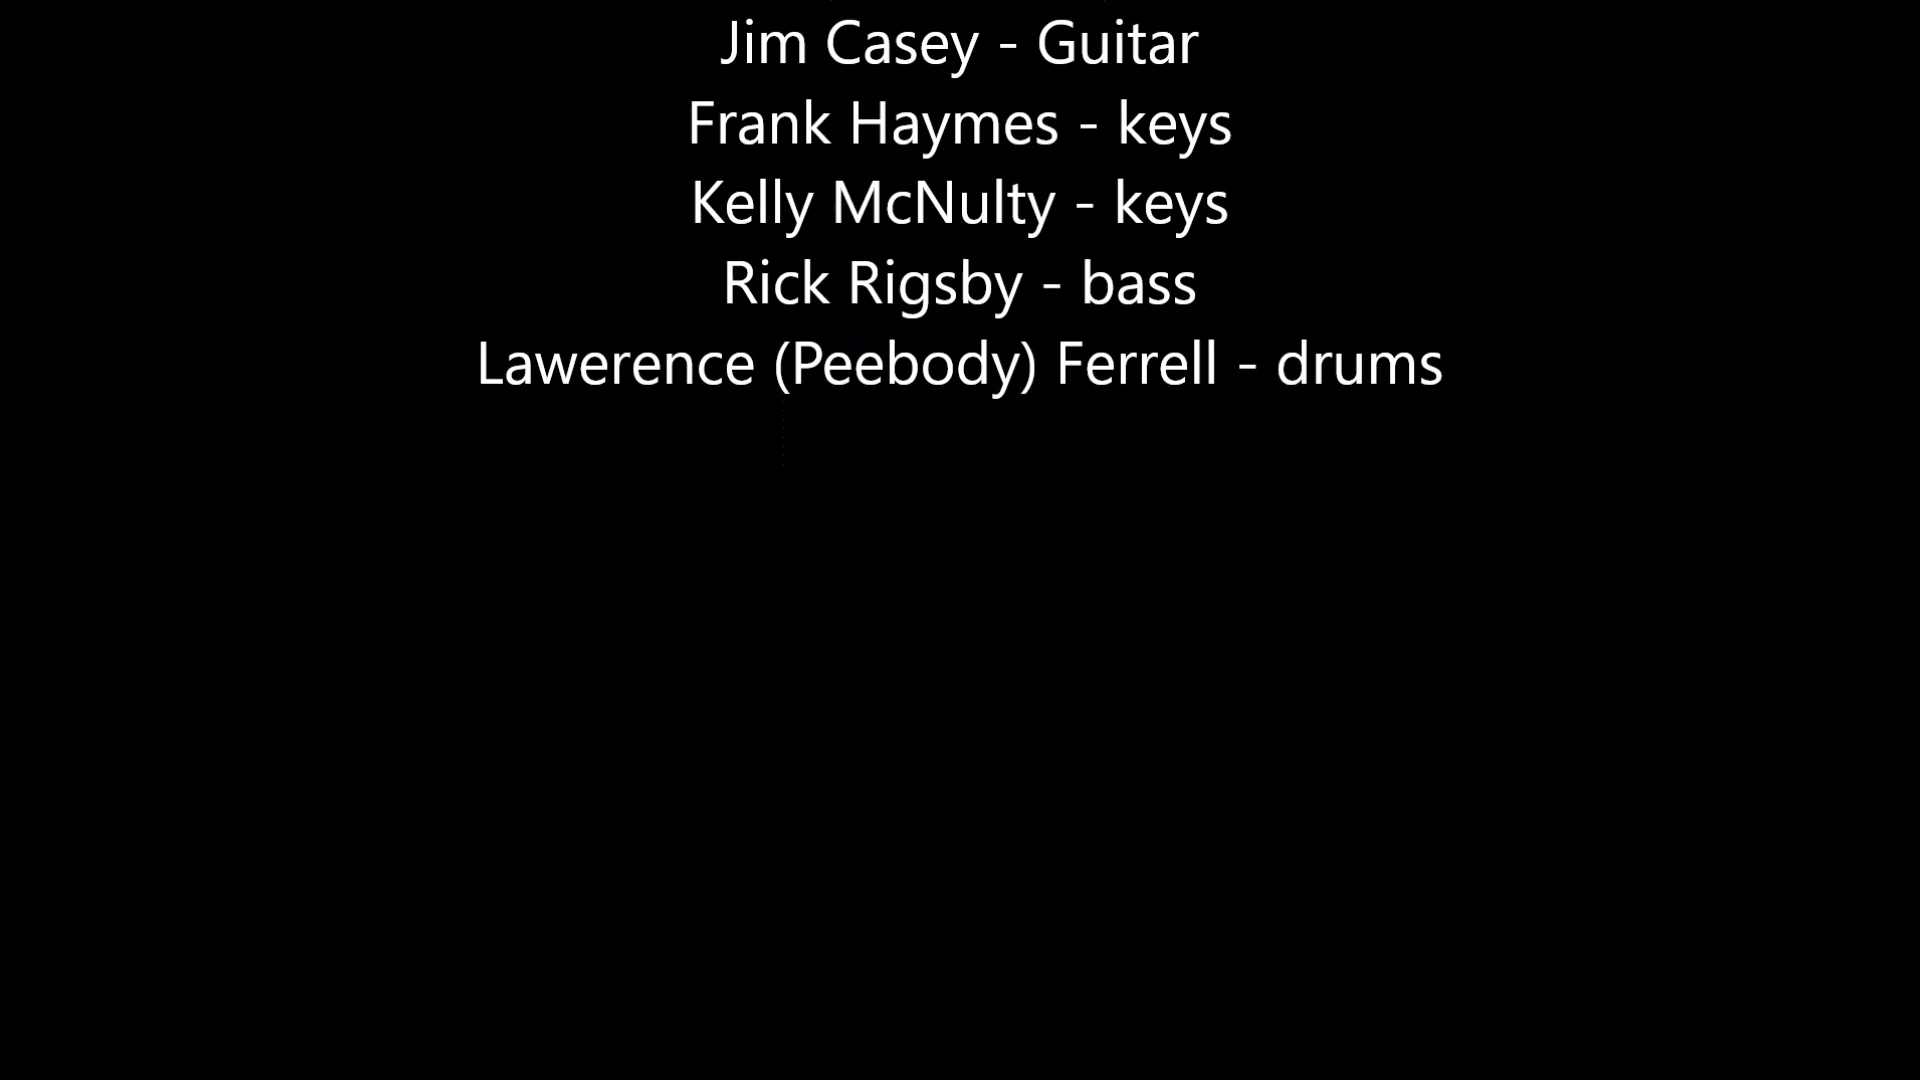 Jim Casey - Guitar
Frank Haymes - keys
Kelly McNulty - keys
Rick Rigsby - bass
Lawerence (Peebody) Ferrell - drums